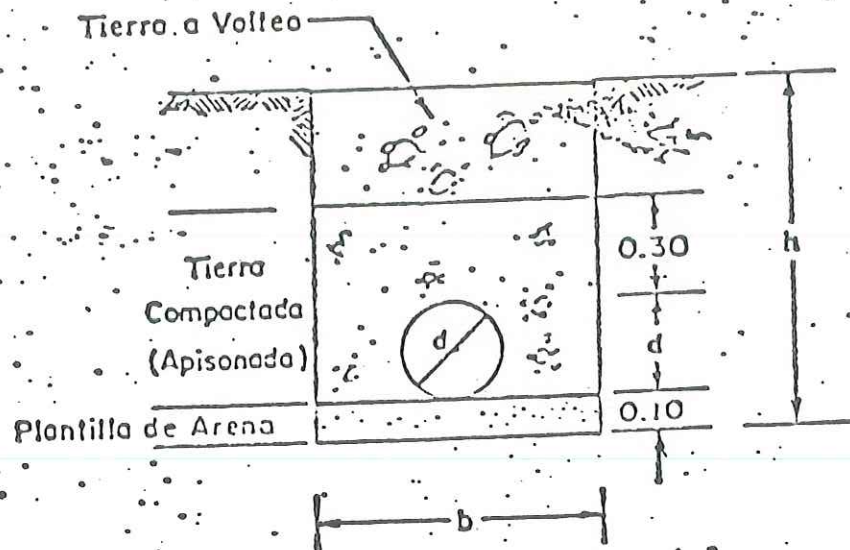 Tierra a Volteo
0.30
h
Tierra
Compactada
(Apisonada)
d
d
0.10
Plantilla de Arena
b